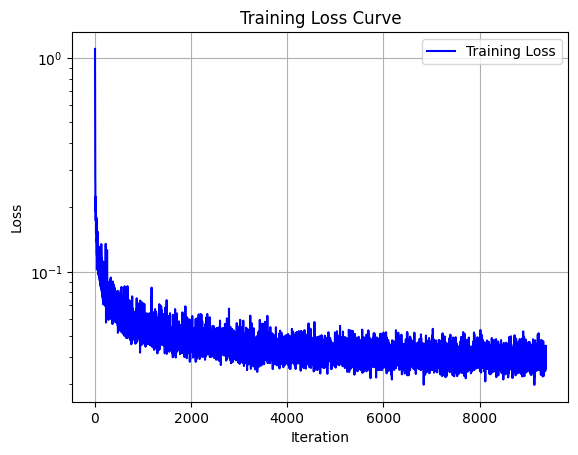 Training Loss Curve
Training Loss
10⁰
10⁻¹
Loss
0 2000 4000 6000 8000
Iteration